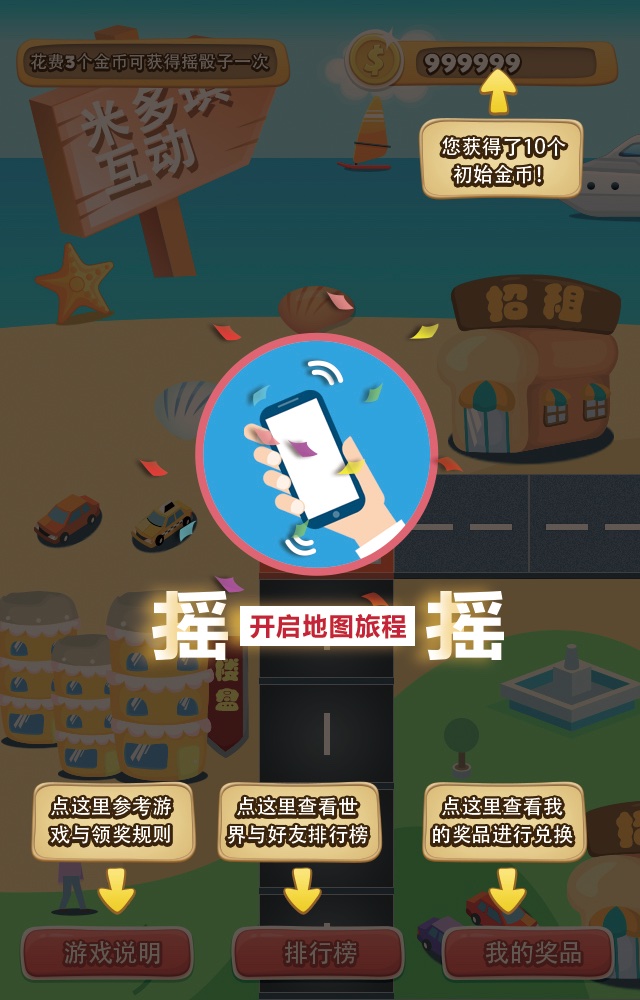 花费3个金币可获得摇骰子一次
999999
米多琪
互动
您获得了10个
初始金币!
招租
摇 开启地图旅程 摇
楼盘
点这里参考游
戏与领奖规则
点这里查看世
界与好友排行榜
点这里查看我
的奖品进行兑换
游戏说明
排行榜
我的奖品